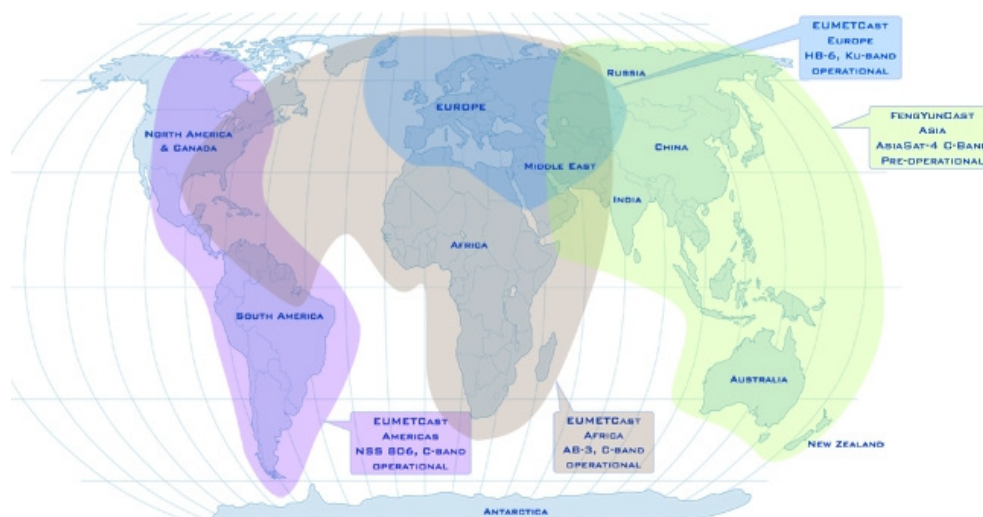 EUMETCast
Europe
HB-6, Ku-band
operational
Russia
Europe
North America
& Canada
FengYunCast
Asia
AsiaSat-4 C-Band
Pre-operational
China
Middle East
India
Africa
South America
Australia
EUMETCast
Americas
NSS 806, C-band
operational
EUMETCast
Africa
AB-3, C-band
operational
New Zealand
Antarctica